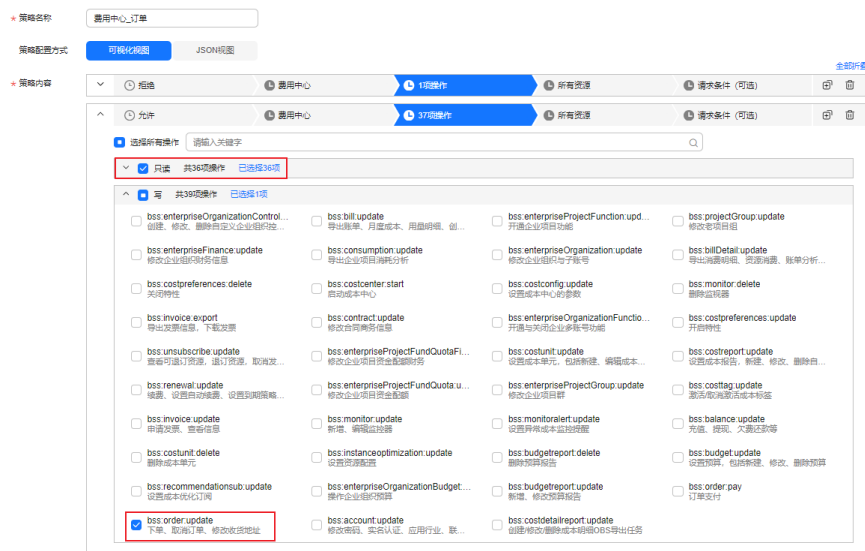 * 策略名称 费用中心_订单
策略配置方式 可视化视图 JSON视图
全部折叠
* 策略内容 拒绝 费用中心 1项操作 所有资源 请求条件（可选）
允许 费用中心 37项操作 所有资源 请求条件（可选）
选择所有操作 请输入关键字
只读 共36项操作 已选择36项
写 共39项操作 已选择1项
bss:enterpriseOrganizationControl... bss:bill:update bss:enterpriseProjectFunction:upd... bss:projectGroup:update
创建、修改、删除自定义企业组织控... 导出账单、月度成本、用量明细、创... 开通企业项目功能 修改老项目组
bss:enterpriseFinance:update bss:consumption:update bss:enterpriseOrganization:update bss:billDetail:update
修改企业组织财务信息 导出企业项目消耗分析 修改企业组织与子账号 导出消费明细、资源消费、账单分析...
bss:costpreferences:delete bss:costcenter:start bss:costconfig:update bss:monitor:delete
关闭特性 启动成本中心 设置成本中心的参数 删除监视器
bss:invoice:export bss:contract:update bss:enterpriseOrganizationFunctio... bss:costpreferences:update
导出发票信息，下载发票 修改合同商务信息 开通与关闭企业多账号功能 开启特性
bss:unsubscribe:update bss:enterpriseProjectFundQuotaFi... bss:costunit:update bss:costreport:update
查看可退订资源，退订资源、取消发... 修改企业项目资金配额财务 设置成本单元，包括新建、编辑成本... 设置成本报告，新建、修改、删除自...
bss:renewal:update bss:enterpriseProjectFundQuota:u... bss:enterpriseProjectGroup:update bss:costtag:update
续费、设置自动续费、设置到期策略... 修改企业项目资金配额 修改企业项目群 激活/取消激活成本标签
bss:invoice:update bss:monitor:update bss:monitoralert:update bss:balance:update
申请发票、查看信息 新增、编辑监控器 设置异常成本监控提醒 充值、提现、欠费还款等
bss:costunit:delete bss:instanceoptimization:update bss:budgetreport:delete bss:budget:update
删除成本单元 设置资源配置 删除预算报告 设置预算，包括新建、修改、删除预算
bss:recommendationsub:update bss:enterpriseOrganizationBudget:... bss:budgetreport:update bss:order:pay
设置成本优化订阅 操作企业组织预算 新增、修改预算报告 订单支付
bss:order:update bss:account:update bss:costdetailreport:update
下单、取消订单、修改收货地址 修改密码、实名认证、应用行业、联... 创建/修改/删除成本明细OBS导出任务